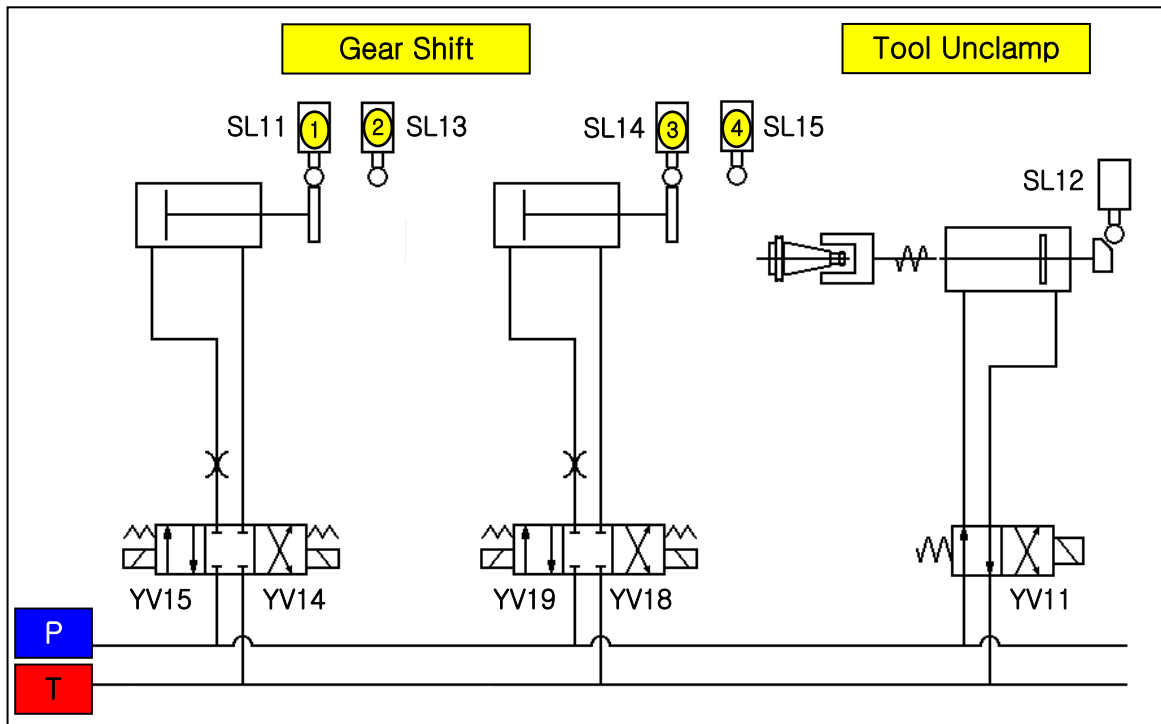 Gear Shift
Tool Unclamp
SL11 1 2 SL13
SL14 3 4 SL15
SL12
YV15 YV14
YV19 YV18
YV11
P
T